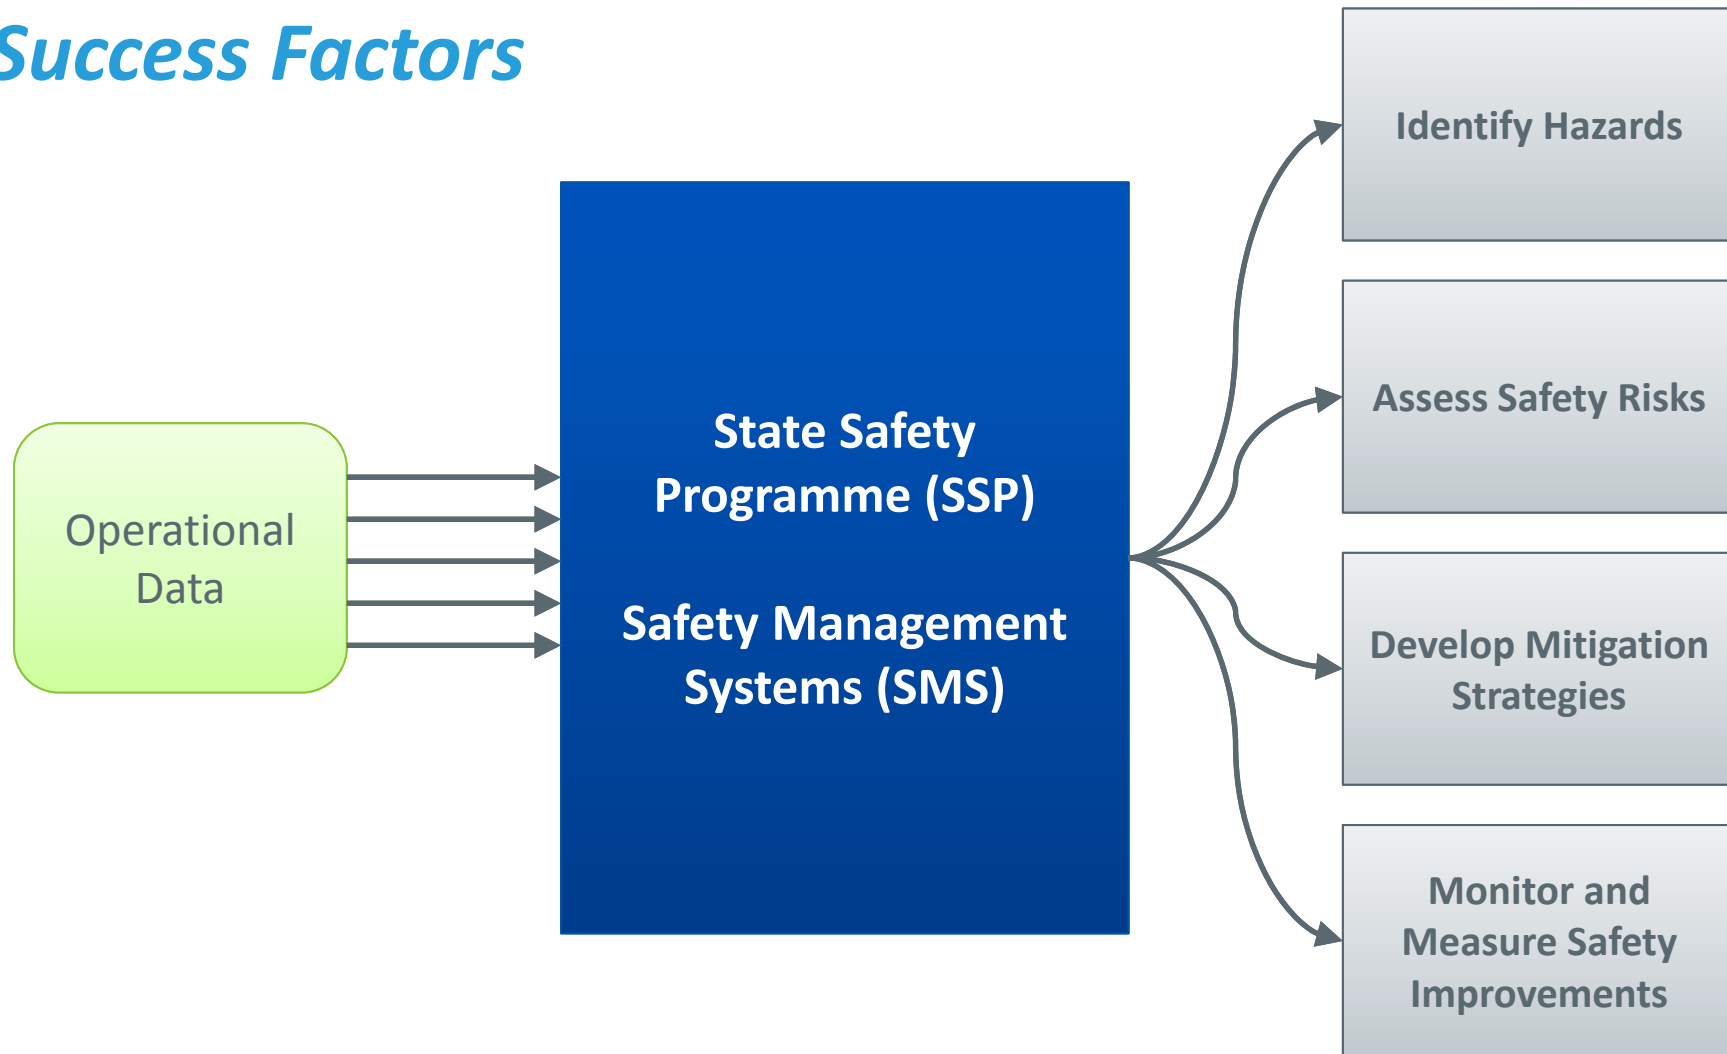 Success Factors
Operational
Data
State Safety
Programme (SSP)
Safety Management
Systems (SMS)
Identify Hazards
Assess Safety Risks
Develop Mitigation
Strategies
Monitor and
Measure Safety
Improvements